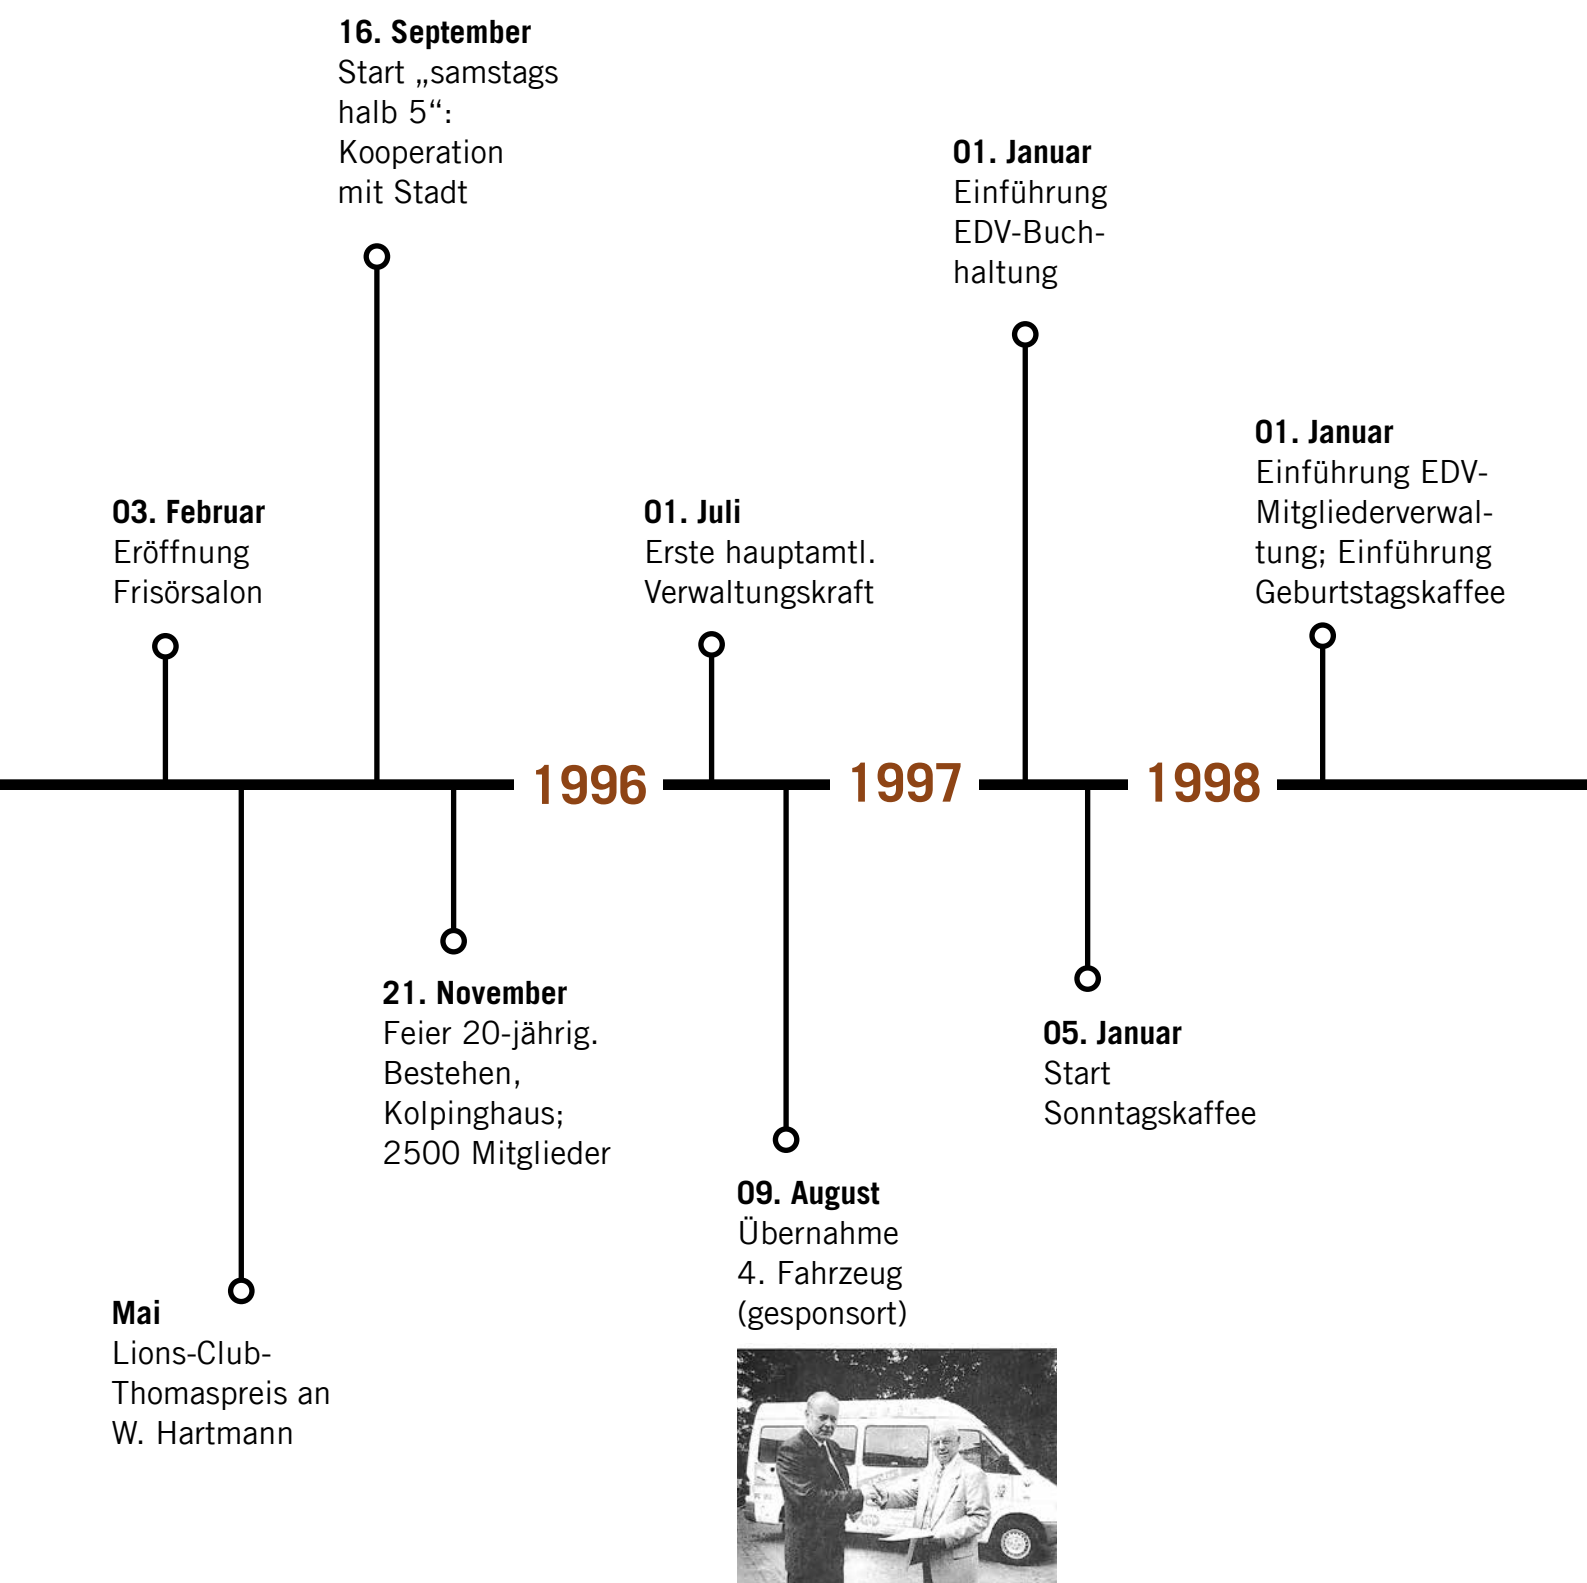 16. September
Start „samstags
halb 5“:
Kooperation
mit Stadt
01. Januar
Einführung
EDV-Buch-
haltung
01. Januar
Einführung EDV-
Mitgliederverwal-
tung; Einführung
Geburtstagskaffee
03. Februar
Eröffnung
Frisörsalon
01. Juli
Erste hauptamtl.
Verwaltungskraft
1996
1997
1998
21. November
Feier 20-jährig.
Bestehen,
Kolpinghaus;
2500 Mitglieder
05. Januar
Start
Sonntagskaffee
09. August
Übernahme
4. Fahrzeug
(gesponsort)
Mai
Lions-Club-
Thomaspreis an
W. Hartmann